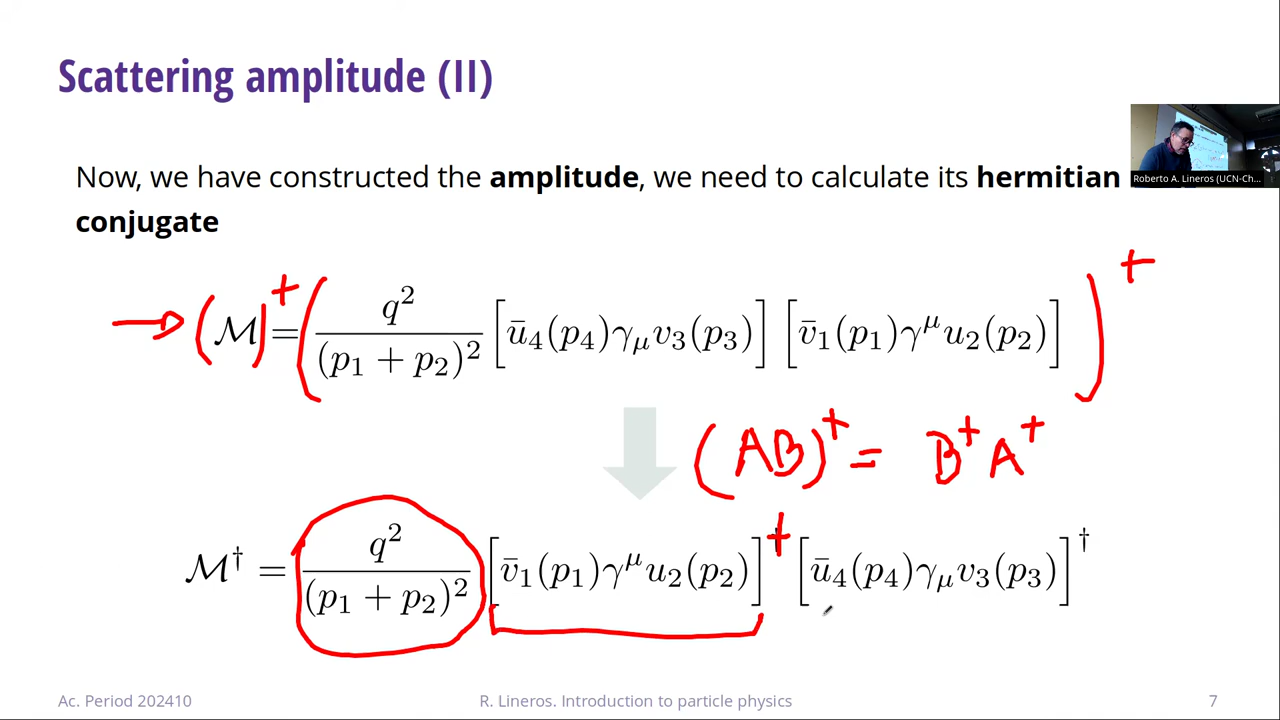 Scattering amplitude (II)
Now, we have constructed the amplitude, we need to calculate its hermitian
conjugate
Roberto A. Lineros (UCN-Ch...
→ (ℳ)⁺ = ( q² / (p₁ + p₂)² [ū₄(p₄)γ_μ v₃(p₃)] [v̄₁(p₁)γ^μ u₂(p₂)] )⁺
(AB)⁺ = B⁺A⁺
ℳ† = q² / (p₁ + p₂)² [v̄₁(p₁)γ^μ u₂(p₂)]† [ū₄(p₄)γ_μ v₃(p₃)]†
Ac. Period 202410
R. Lineros. Introduction to particle physics
7